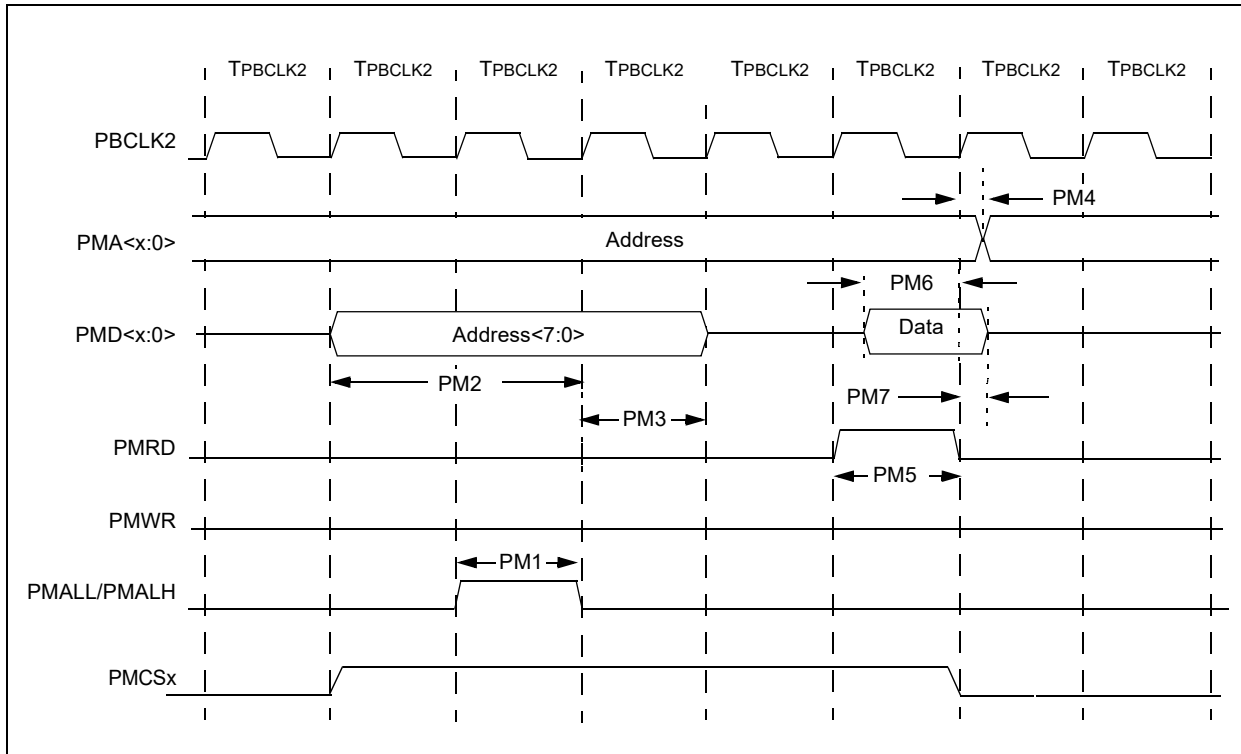 TPBCLK2 TPBCLK2 TPBCLK2 TPBCLK2 TPBCLK2 TPBCLK2 TPBCLK2 TPBCLK2
PBCLK2
PM4
PMA<x:0>
Address
PM6
PMD<x:0>
Address<7:0>
Data
PM2
PM7
PM3
PMRD
PM5
PMWR
PM1
PMALL/PMALH
PMCSx